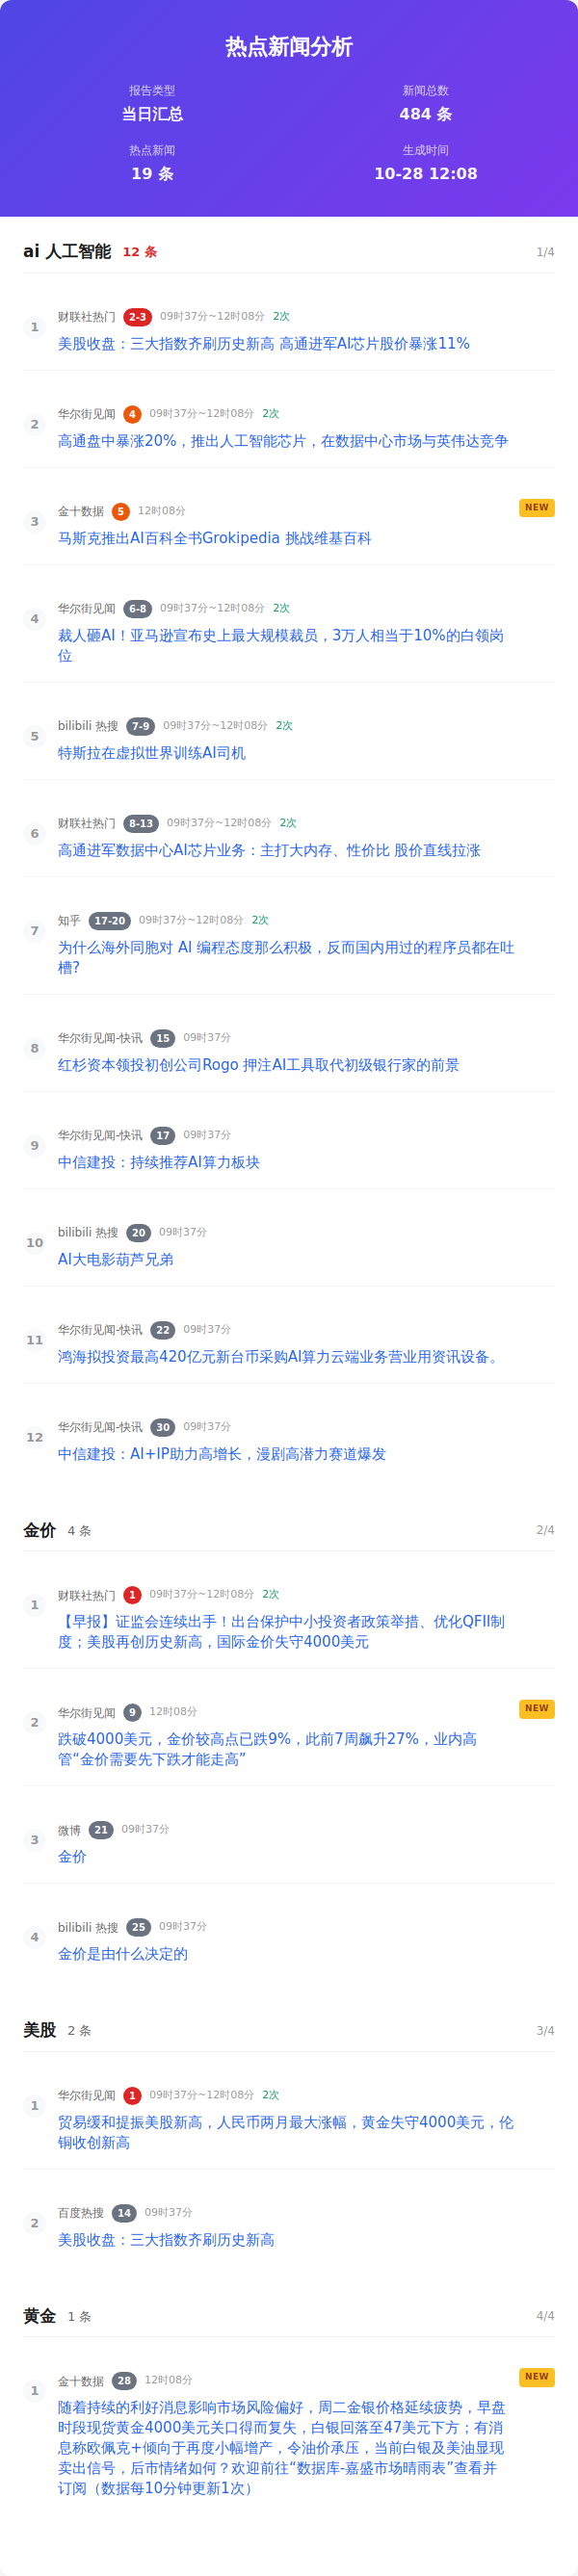 热点新闻分析
报告类型
新闻总数
当日汇总
484 条
热点新闻
生成时间
19 条
10-28 12:08
ai 人工智能 12 条 1/4
1 财联社热门 2-3 09时37分~12时08分 2次
美股收盘：三大指数齐刷历史新高 高通进军AI芯片股价暴涨11%
2 华尔街见闻 4 09时37分~12时08分 2次
高通盘中暴涨20%，推出人工智能芯片，在数据中心市场与英伟达竞争
3 金十数据 5 12时08分 NEW
马斯克推出AI百科全书Grokipedia 挑战维基百科
4 华尔街见闻 6-8 09时37分~12时08分 2次
裁人砸AI！亚马逊宣布史上最大规模裁员，3万人相当于10%的白领岗
位
5 bilibili 热搜 7-9 09时37分~12时08分 2次
特斯拉在虚拟世界训练AI司机
6 财联社热门 8-13 09时37分~12时08分 2次
高通进军数据中心AI芯片业务：主打大内存、性价比 股价直线拉涨
7 知乎 17-20 09时37分~12时08分 2次
为什么海外同胞对 AI 编程态度那么积极，反而国内用过的程序员都在吐
槽?
8 华尔街见闻-快讯 15 09时37分
红杉资本领投初创公司Rogo 押注AI工具取代初级银行家的前景
9 华尔街见闻-快讯 17 09时37分
中信建投：持续推荐AI算力板块
10 bilibili 热搜 20 09时37分
AI大电影葫芦兄弟
11 华尔街见闻-快讯 22 09时37分
鸿海拟投资最高420亿元新台币采购AI算力云端业务营业用资讯设备。
12 华尔街见闻-快讯 30 09时37分
中信建投：AI+IP助力高增长，漫剧高潜力赛道爆发
金价 4 条 2/4
1 财联社热门 1 09时37分~12时08分 2次
【早报】证监会连续出手！出台保护中小投资者政策举措、优化QFII制
度；美股再创历史新高，国际金价失守4000美元
2 华尔街见闻 9 12时08分 NEW
跌破4000美元，金价较高点已跌9%，此前7周飙升27%，业内高
管“金价需要先下跌才能走高”
3 微博 21 09时37分
金价
4 bilibili 热搜 25 09时37分
金价是由什么决定的
美股 2 条 3/4
1 华尔街见闻 1 09时37分~12时08分 2次
贸易缓和提振美股新高，人民币两月最大涨幅，黄金失守4000美元，伦
铜收创新高
2 百度热搜 14 09时37分
美股收盘：三大指数齐刷历史新高
黄金 1 条 4/4
1 金十数据 28 12时08分 NEW
随着持续的利好消息影响市场风险偏好，周二金银价格延续疲势，早盘
时段现货黄金4000美元关口得而复失，白银回落至47美元下方；有消
息称欧佩克+倾向于再度小幅增产，令油价承压，当前白银及美油显现
卖出信号，后市情绪如何？欢迎前往“数据库-嘉盛市场晴雨表”查看并
订阅（数据每10分钟更新1次）